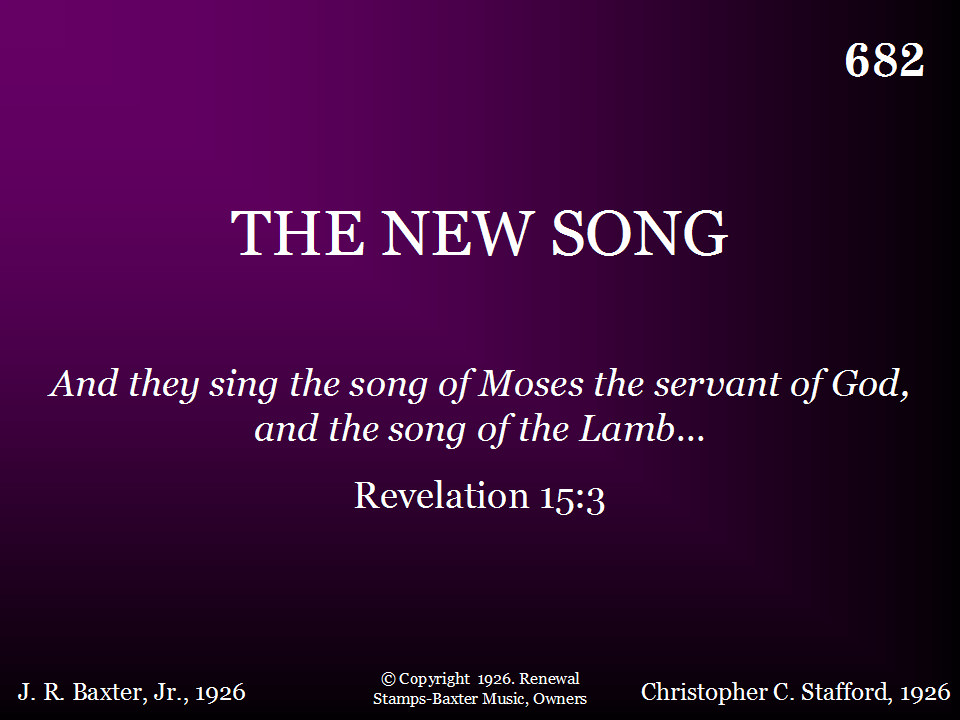 682
THE NEW SONG
And they sing the song of Moses the servant of God,
and the song of the Lamb...
Revelation 15:3
J. R. Baxter, Jr., 1926
© Copyright 1926. Renewal
Stamps-Baxter Music, Owners
Christopher C. Stafford, 1926